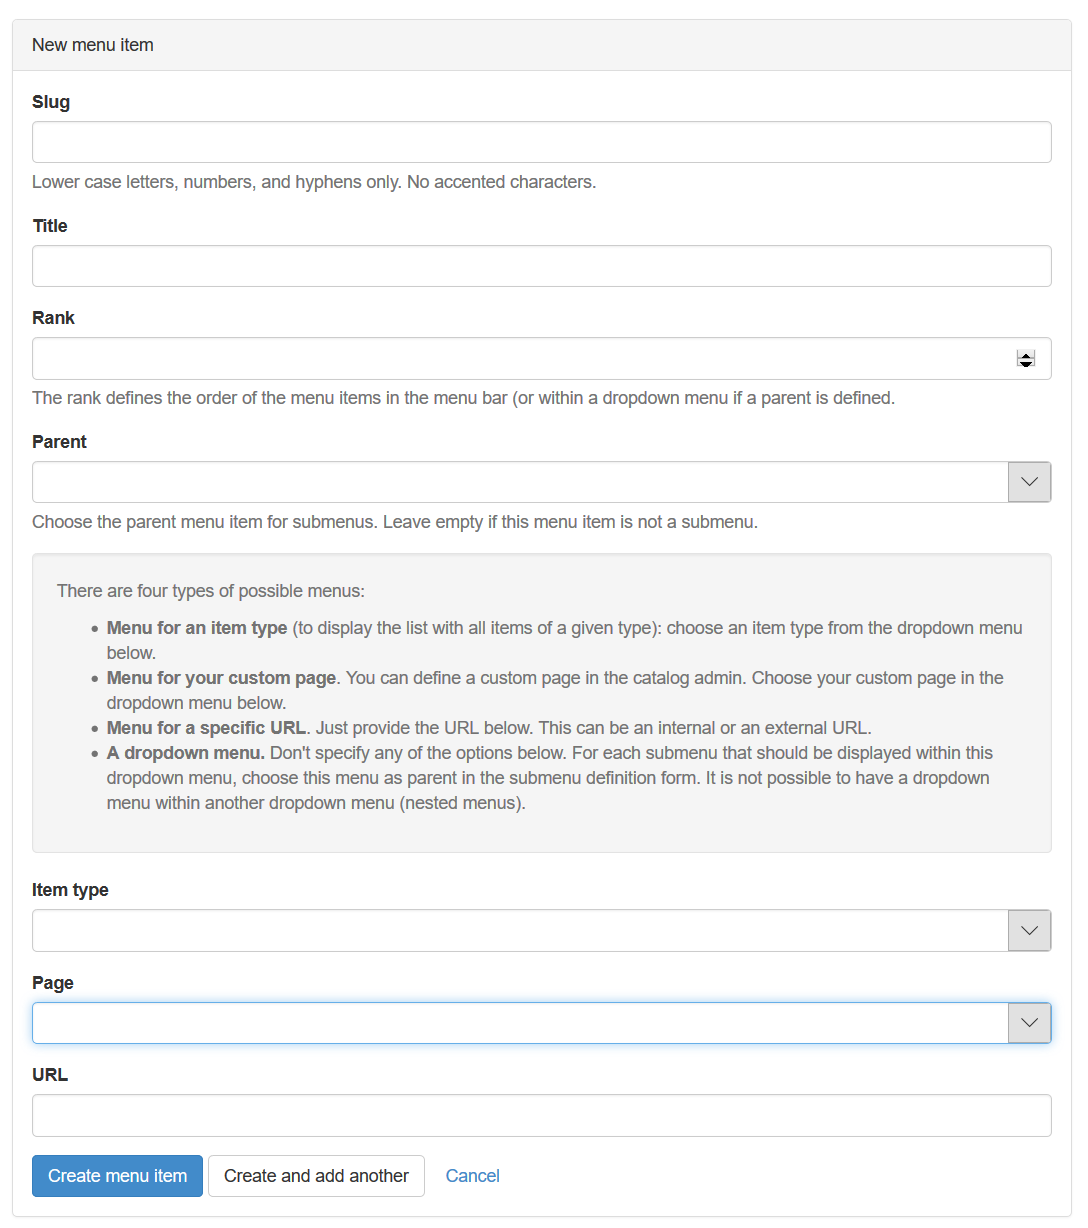 New menu item
Slug
Lower case letters, numbers, and hyphens only. No accented characters.
Title
Rank
The rank defines the order of the menu items in the menu bar (or within a dropdown menu if a parent is defined.
Parent
Choose the parent menu item for submenus. Leave empty if this menu item is not a submenu.
There are four types of possible menus:
• Menu for an item type (to display the list with all items of a given type): choose an item type from the dropdown menu
below.
• Menu for your custom page. You can define a custom page in the catalog admin. Choose your custom page in the
dropdown menu below.
• Menu for a specific URL. Just provide the URL below. This can be an internal or an external URL.
• A dropdown menu. Don't specify any of the options below. For each submenu that should be displayed within this
dropdown menu, choose this menu as parent in the submenu definition form. It is not possible to have a dropdown
menu within another dropdown menu (nested menus).
Item type
Page
URL
Create menu item Create and add another Cancel